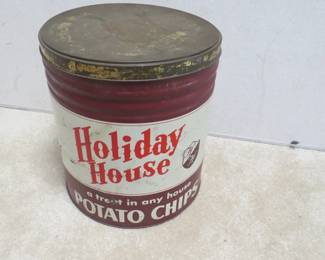 Holiday
House
a treat in any house
POTATO CHIPS